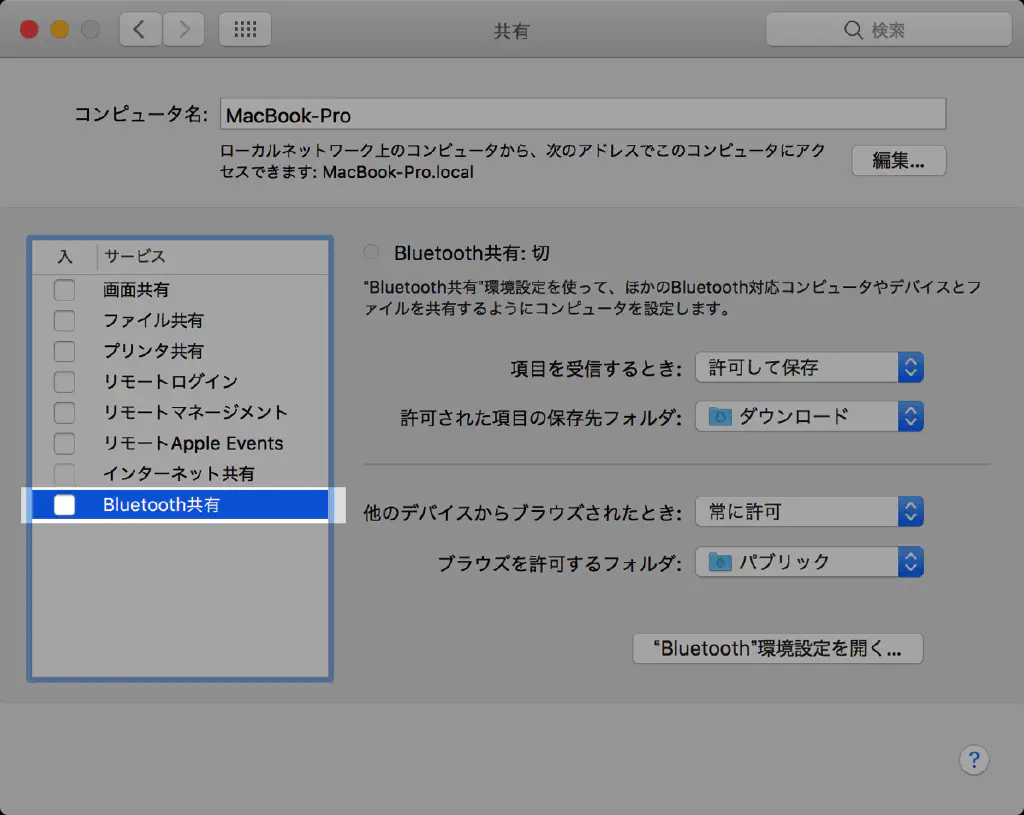 共有
検索
コンピュータ名:
MacBook-Pro
ローカルネットワーク上のコンピュータから、次のアドレスでこのコンピュータにアク
セスできます: MacBook-Pro.local
編集...
入
サービス
画面共有
ファイル共有
プリンタ共有
リモートログイン
リモートマネージメント
リモートApple Events
インターネット共有
Bluetooth共有
Bluetooth共有: 切
“Bluetooth共有”環境設定を使って、ほかのBluetooth対応コンピュータやデバイスとフ
ァイルを共有するようにコンピュータを設定します。
項目を受信するとき:
許可して保存
許可された項目の保存先フォルダ:
ダウンロード
他のデバイスからブラウズされたとき:
常に許可
ブラウズを許可するフォルダ:
パブリック
“Bluetooth”環境設定を開く...
?